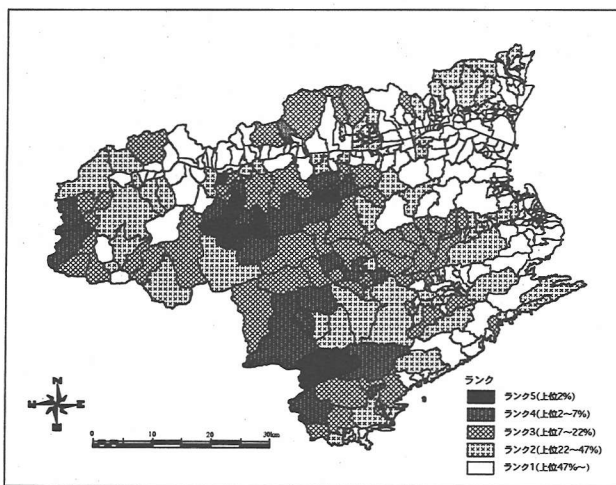 N
W
E
S
0 10 20 30km
ランク
ランク5(上位2%)
ランク4(上位2~7%)
ランク3(上位7~22%)
ランク2(上位22~47%)
ランク1(上位47%~)